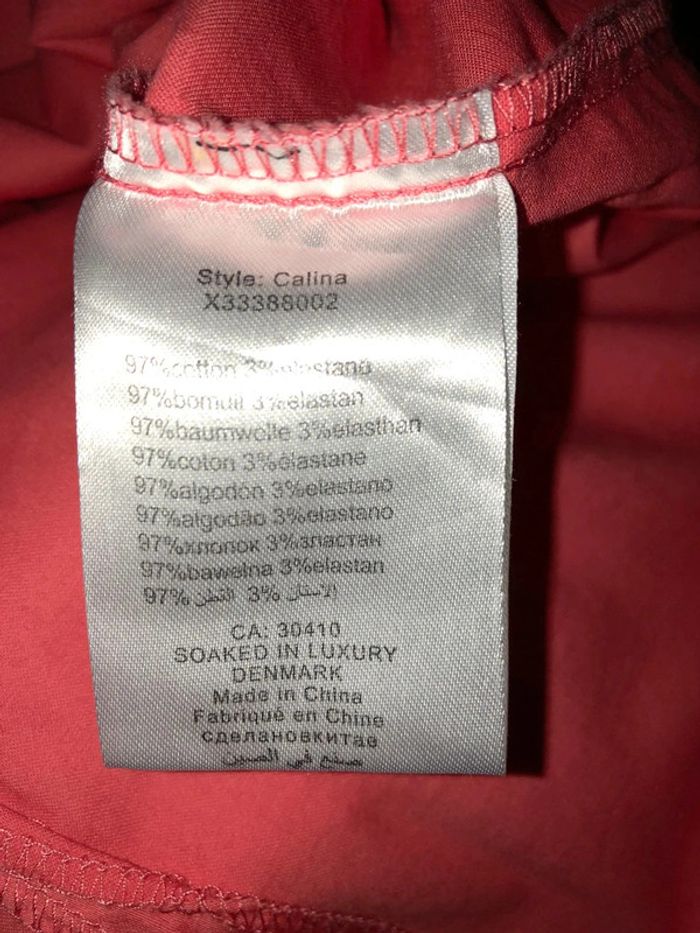 Style: Calina
X33388002
97%cotton 3%elastane
97%bomuld 3%elastan
97%baumwolle 3%elasthan
97%coton 3%élastane
97%algodón 3%elastano
97%algodão 3%elastano
97%хлопок 3%эластан
97%bawełna 3%elastan
97% القطن 3%
CA: 30410
SOAKED IN LUXURY
DENMARK
Made in China
Fabriqué en Chine
сделановкитае
صنع في الصين